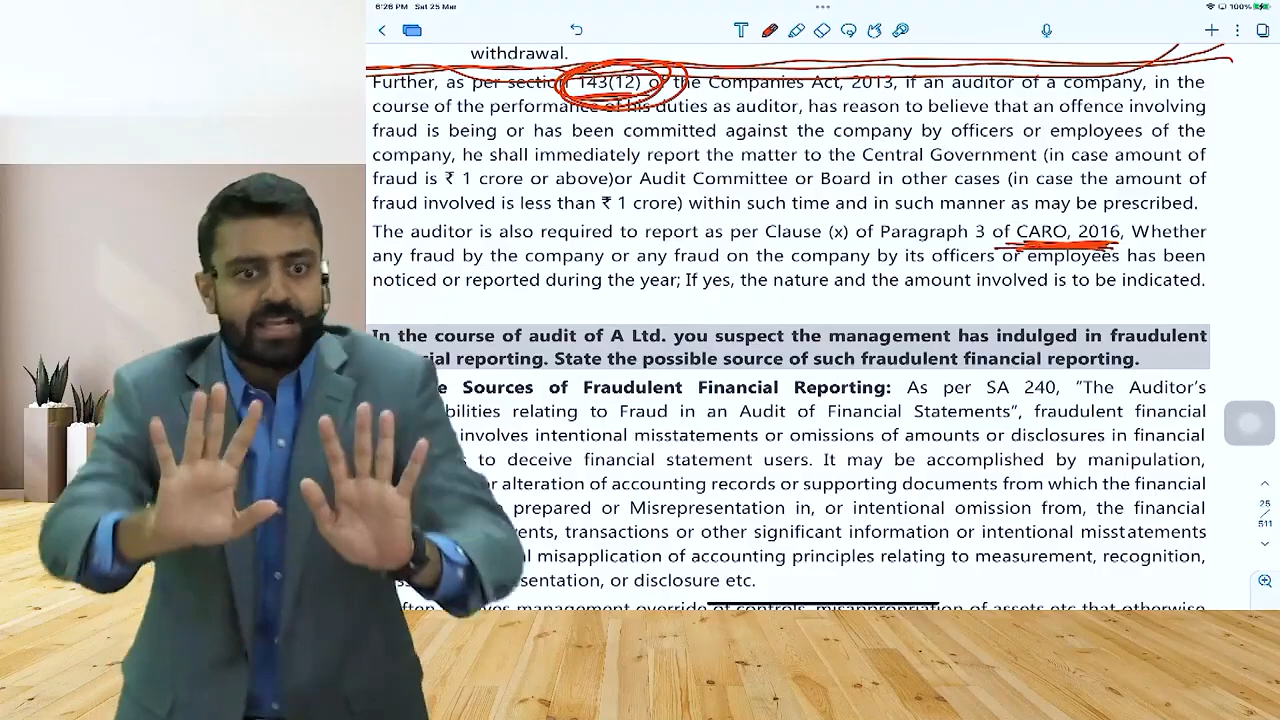 6:26 PM Sat 25 Mar
100%
withdrawal.
Further, as per section 143(12) of the Companies Act, 2013, if an auditor of a company, in the
course of the performance of his duties as auditor, has reason to believe that an offence involving
fraud is being or has been committed against the company by officers or employees of the
company, he shall immediately report the matter to the Central Government (in case amount of
fraud is ₹ 1 crore or above)or Audit Committee or Board in other cases (in case the amount of
fraud involved is less than ₹ 1 crore) within such time and in such manner as may be prescribed.
The auditor is also required to report as per Clause (x) of Paragraph 3 of CARO, 2016, Whether
any fraud by the company or any fraud on the company by its officers or employees has been
noticed or reported during the year; If yes, the nature and the amount involved is to be indicated.
In the course of audit of A Ltd. you suspect the management has indulged in fraudulent
reporting. State the possible source of such fraudulent financial reporting.
Sources of Fraudulent Financial Reporting: As per SA 240, “The Auditor’s
relating to Fraud in an Audit of Financial Statements”, fraudulent financial
involves intentional misstatements or omissions of amounts or disclosures in financial
to deceive financial statement users. It may be accomplished by manipulation,
alteration of accounting records or supporting documents from which the financial
prepared or Misrepresentation in, or intentional omission from, the financial
transactions or other significant information or intentional misstatements
misapplication of accounting principles relating to measurement, recognition,
or disclosure etc.
management override of controls, misappropriation of assets etc that otherwise
25
511